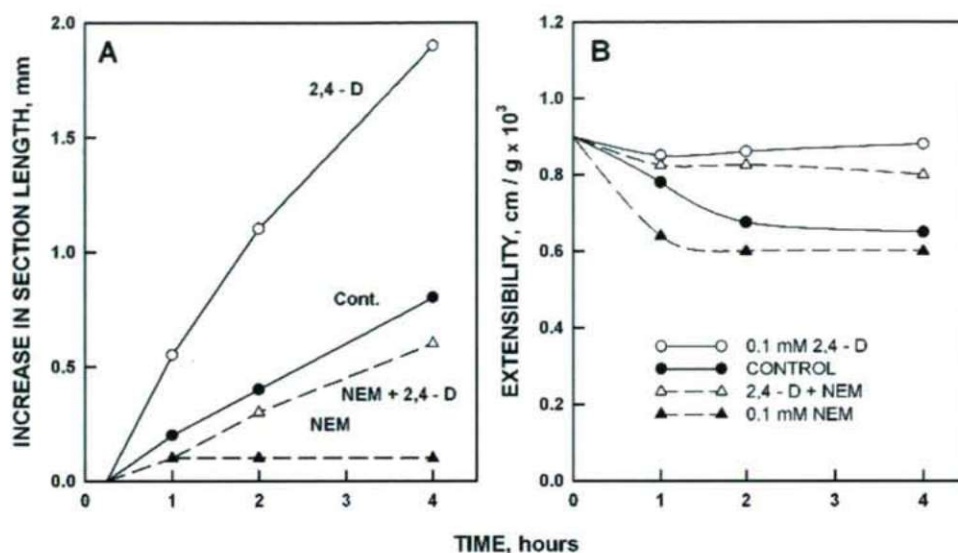 A
B
INCREASE IN SECTION LENGTH, mm
2.0
1.5
1.0
0.5
0.0
2,4 - D
Cont.
NEM + 2,4 - D
NEM
1
2
3
4
EXTENSIBILITY, cm / g x 10³
1.2
1.0
0.8
0.6
0.4
0.2
0.0
0.1 mM 2,4 - D
CONTROL
2,4 - D + NEM
0.1 mM NEM
0
1
2
3
4
TIME, hours